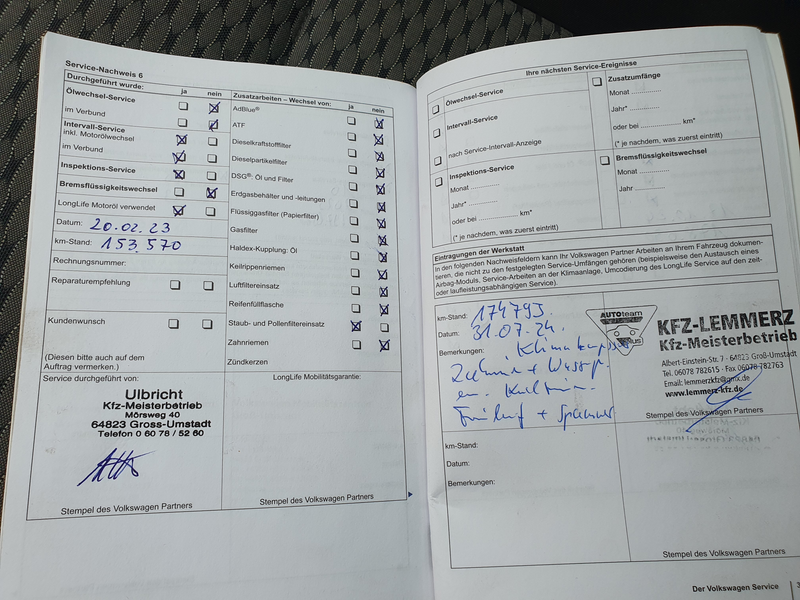 Service-Nachweis 6
Durchgeführt wurde: ja nein
Ölwechsel-Service
im Verbund
Intervall-Service
inkl. Motorölwechsel
im Verbund
Inspektions-Service
Bremsflüssigkeitswechsel
LongLife Motoröl verwendet
Datum: 20.02.23
km-Stand: 153.570
Rechnungsnummer:
Reparaturempfehlung
Kundenwunsch
(Diesen bitte auch auf dem
Auftrag vermerken.)
Service durchgeführt von:
Ulbricht
Kfz-Meisterbetrieb
Mörsweg 40
64823 Gross-Umstadt
Telefon 0 60 78 / 52 60
Stempel des Volkswagen Partners
Zusatzarbeiten – Wechsel von: ja nein
AdBlue®
ATF
Dieselkraftstofffilter
Dieselpartikelfilter
DSG®: Öl und Filter
Erdgasbehälter und -leitungen
Flüssiggasfilter (Papierfilter)
Gasfilter
Haldex-Kupplung: Öl
Keilrippenriemen
Luftfiltereinsatz
Reifenfüllflasche
Staub- und Pollenfiltereinsatz
Zahnriemen
Zündkerzen
LongLife Mobilitätsgarantie:
Stempel des Volkswagen Partners
Ihre nächsten Service-Ereignisse
Ölwechsel-Service
Intervall-Service
nach Service-Intervall-Anzeige
Inspektions-Service
Monat ............
Jahr* ............
oder bei .................... km*
(* je nachdem, was zuerst eintritt)
Zusatzumfänge
Monat ............
Jahr* ............
oder bei .................... km*
(* je nachdem, was zuerst eintritt)
Bremsflüssigkeitswechsel
Monat ............
Jahr ............
Eintragungen der Werkstatt
In den folgenden Nachweisfeldern kann Ihr Volkswagen Partner Arbeiten an Ihrem Fahrzeug dokumen-
tieren, die nicht zu den festgelegten Service-Umfängen gehören (beispielsweise den Austausch eines
Airbag-Moduls, Service-Arbeiten an der Klimaanlage, Umcodierung des LongLife Service auf den zeit-
oder laufleistungsabhängigen Service).
km-Stand: 174793
Datum: 31.07.24.
Bemerkungen:
AUTOteam
plus
KFZ-LEMMERZ
Kfz-Meisterbetrieb
Albert-Einstein-Str. 7 - 64823 Groß-Umstadt
Tel. 06078 782615 - Fax 06078 782763
Email: lemmerzkfz@gmx.de
www.lemmerz-kfz.de
Stempel des Volkswagen Partners
km-Stand:
Datum:
Bemerkungen:
Stempel des Volkswagen Partners
Der Volkswagen Service